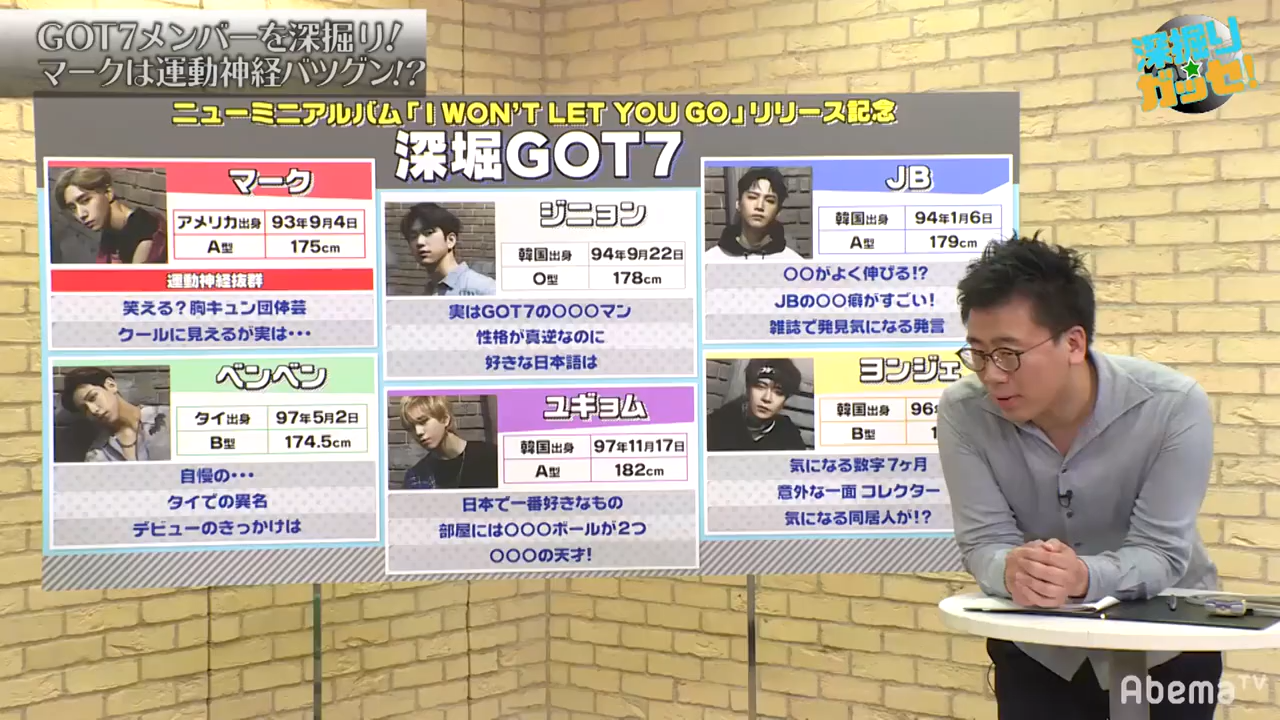 GOT7メンバーを深掘り!
マークは運動神経バツグン!?
深掘り
ガッセ!
ニューミニアルバム「I WON'T LET YOU GO」リリース記念
深堀GOT7
マーク
アメリカ出身 93年9月4日
A型 175cm
運動神経抜群
笑える?胸キュン団体芸
クールに見えるが実は・・・
ジニョン
韓国出身 94年9月22日
O型 178cm
実はGOT7の〇〇〇マン
性格が真逆なのに
好きな日本語は
JB
韓国出身 94年1月6日
A型 179cm
〇〇がよく伸びる!?
JBの〇〇癖がすごい!
雑誌で発見気になる発言
ベンベン
タイ出身 97年5月2日
B型 174.5cm
自慢の・・・
タイでの異名
デビューのきっかけは
ユギョム
韓国出身 97年11月17日
A型 182cm
日本で一番好きなもの
部屋には〇〇〇ボールが2つ
〇〇〇の天才!
ヨンジェ
韓国出身 96
B型 1
気になる数字7ヶ月
意外な一面 コレクター
気になる同居人が!?
AbemaTV